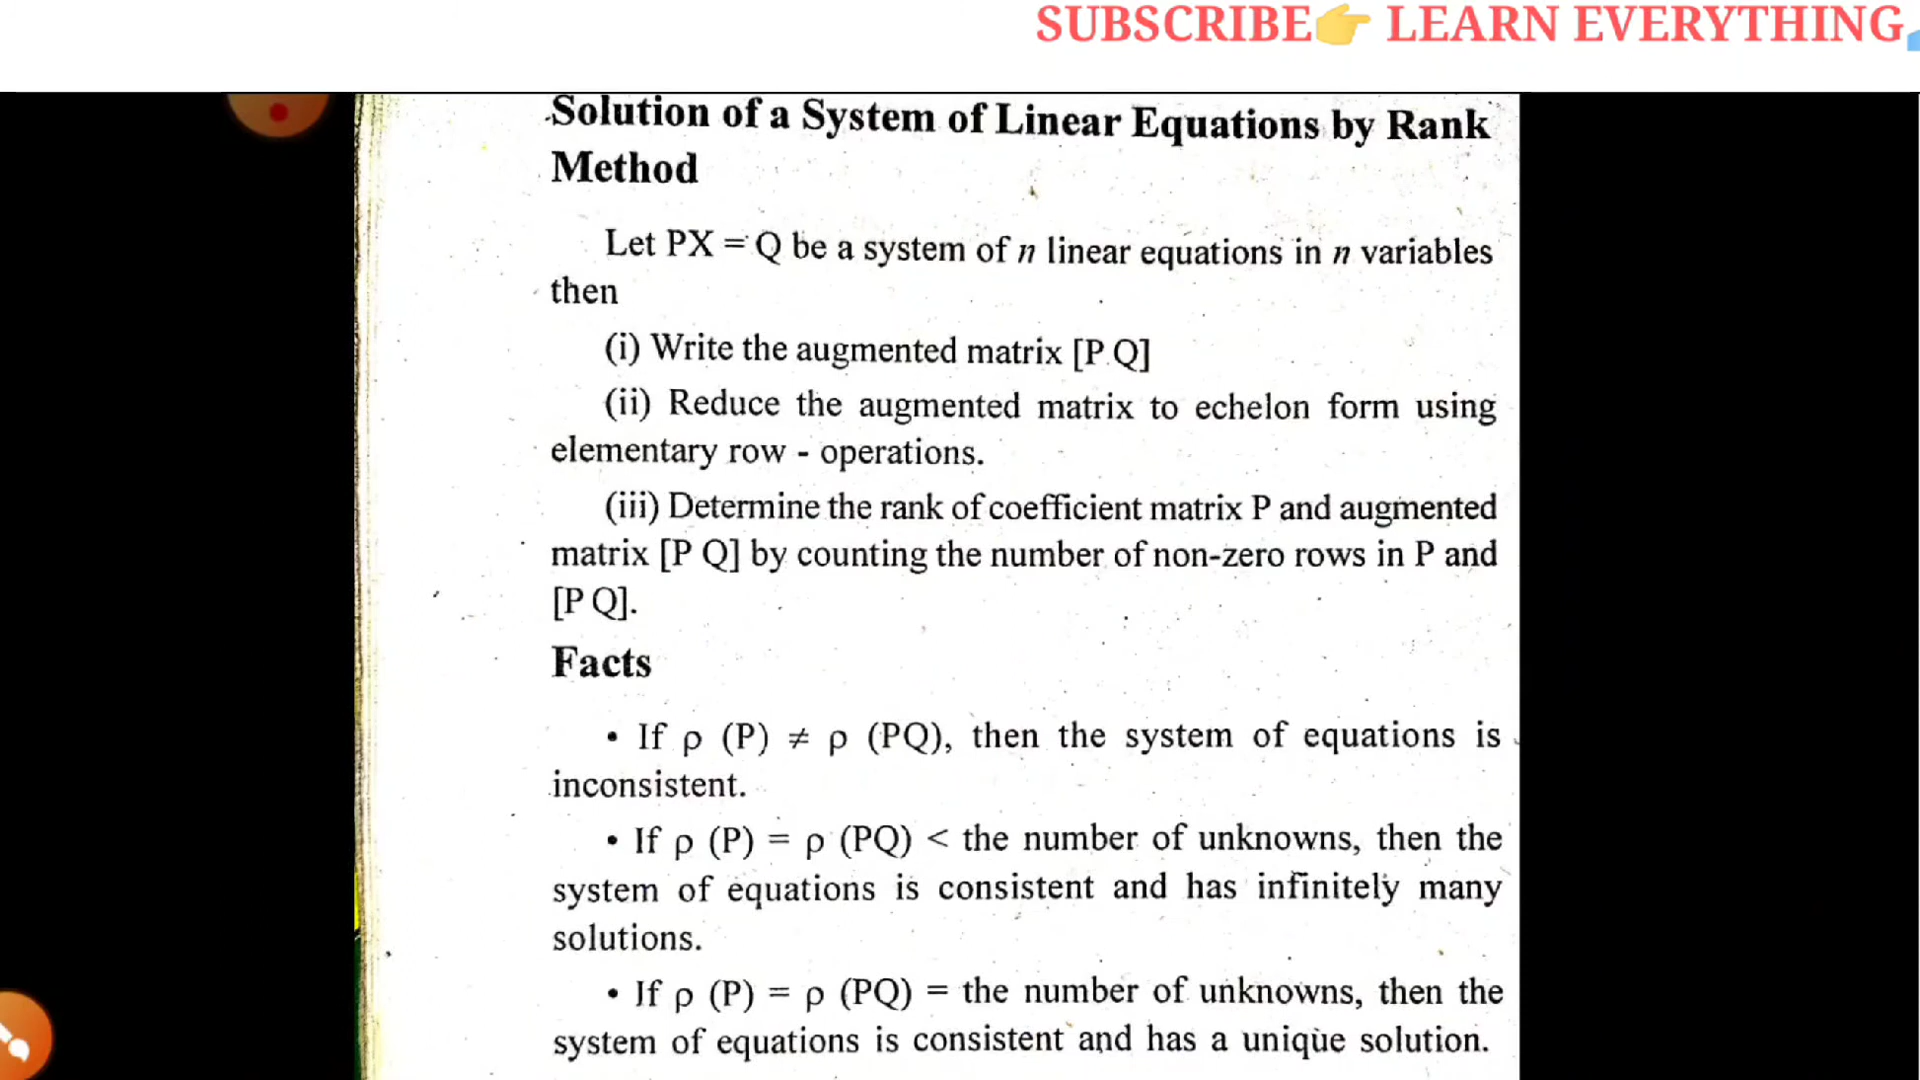 SUBSCRIBE👉 LEARN EVERYTHING
Solution of a System of Linear Equations by Rank
Method
Let PX = Q be a system of n linear equations in n variables
then
(i) Write the augmented matrix [P Q]
(ii) Reduce the augmented matrix to echelon form using
elementary row - operations.
(iii) Determine the rank of coefficient matrix P and augmented
matrix [P Q] by counting the number of non-zero rows in P and
[P Q].
Facts
• If ρ (P) ≠ ρ (PQ), then the system of equations is
inconsistent.
• If ρ (P) = ρ (PQ) < the number of unknowns, then the
system of equations is consistent and has infinitely many
solutions.
• If ρ (P) = ρ (PQ) = the number of unknowns, then the
system of equations is consistent and has a unique solution.